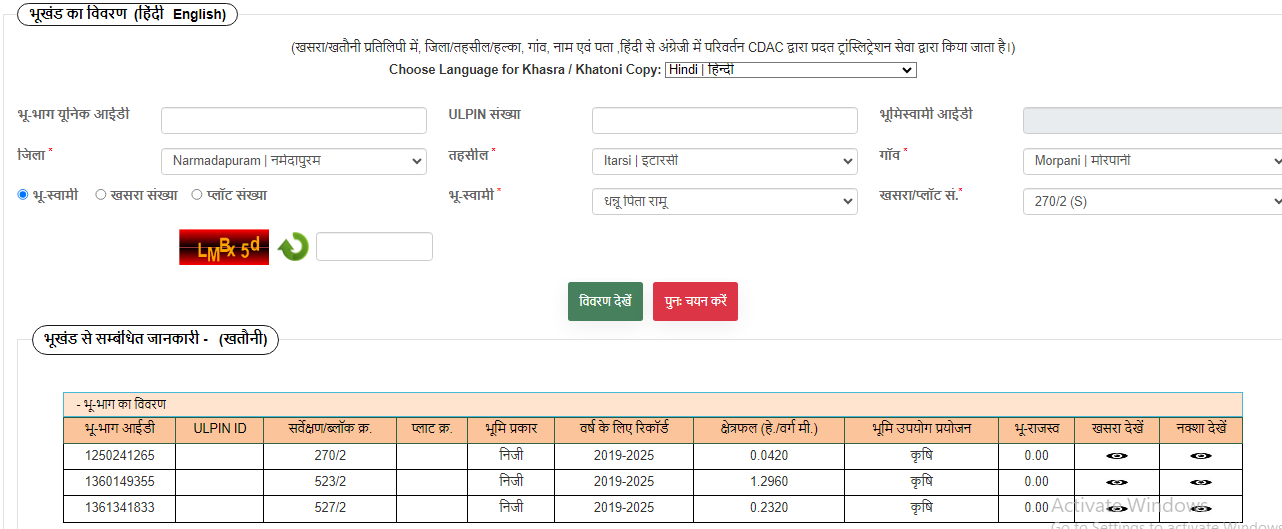 भूखंड का विवरण (हिंदी English)
(खसरा/खतौनी प्रतिलिपी में, जिला/तहसील/हल्का, गांव, नाम एवं पता ,हिंदी से अंग्रेजी में परिवर्तन CDAC द्वारा प्रदत ट्रांस्लिट्रेशन सेवा द्वारा किया जाता है।)
Choose Language for Khasra / Khatoni Copy: Hindi | हिन्दी
भू-भाग यूनिक आईडी ULPIN संख्या भूमिस्वामी आईडी
जिला * Narmadapuram | नर्मदापुरम तहसील * Itarsi | इटारसी गाँव * Morpani | मोरपानी
भू-स्वामी खसरा संख्या प्लॉट संख्या भू-स्वामी * धन्नू पिता रामू खसरा/प्लॉट सं.* 270/2 (S)
LMBx5d
विवरण देखें पुनः चयन करें
भूखंड से सम्बंधित जानकारी - (खतौनी)
- भू-भाग का विवरण
भू-भाग आईडी ULPIN ID सर्वेक्षण/ब्लॉक क्र. प्लाट क्र. भूमि प्रकार वर्ष के लिए रिकॉर्ड क्षेत्रफल (हे./वर्ग मी.) भूमि उपयोग प्रयोजन भू-राजस्व खसरा देखें नक्शा देखें
1250241265 270/2 निजी 2019-2025 0.0420 कृषि 0.00
1360149355 523/2 निजी 2019-2025 1.2960 कृषि 0.00
1361341833 527/2 निजी 2019-2025 0.2320 कृषि 0.00
Activate Windows
Go to Settings to activate Windows